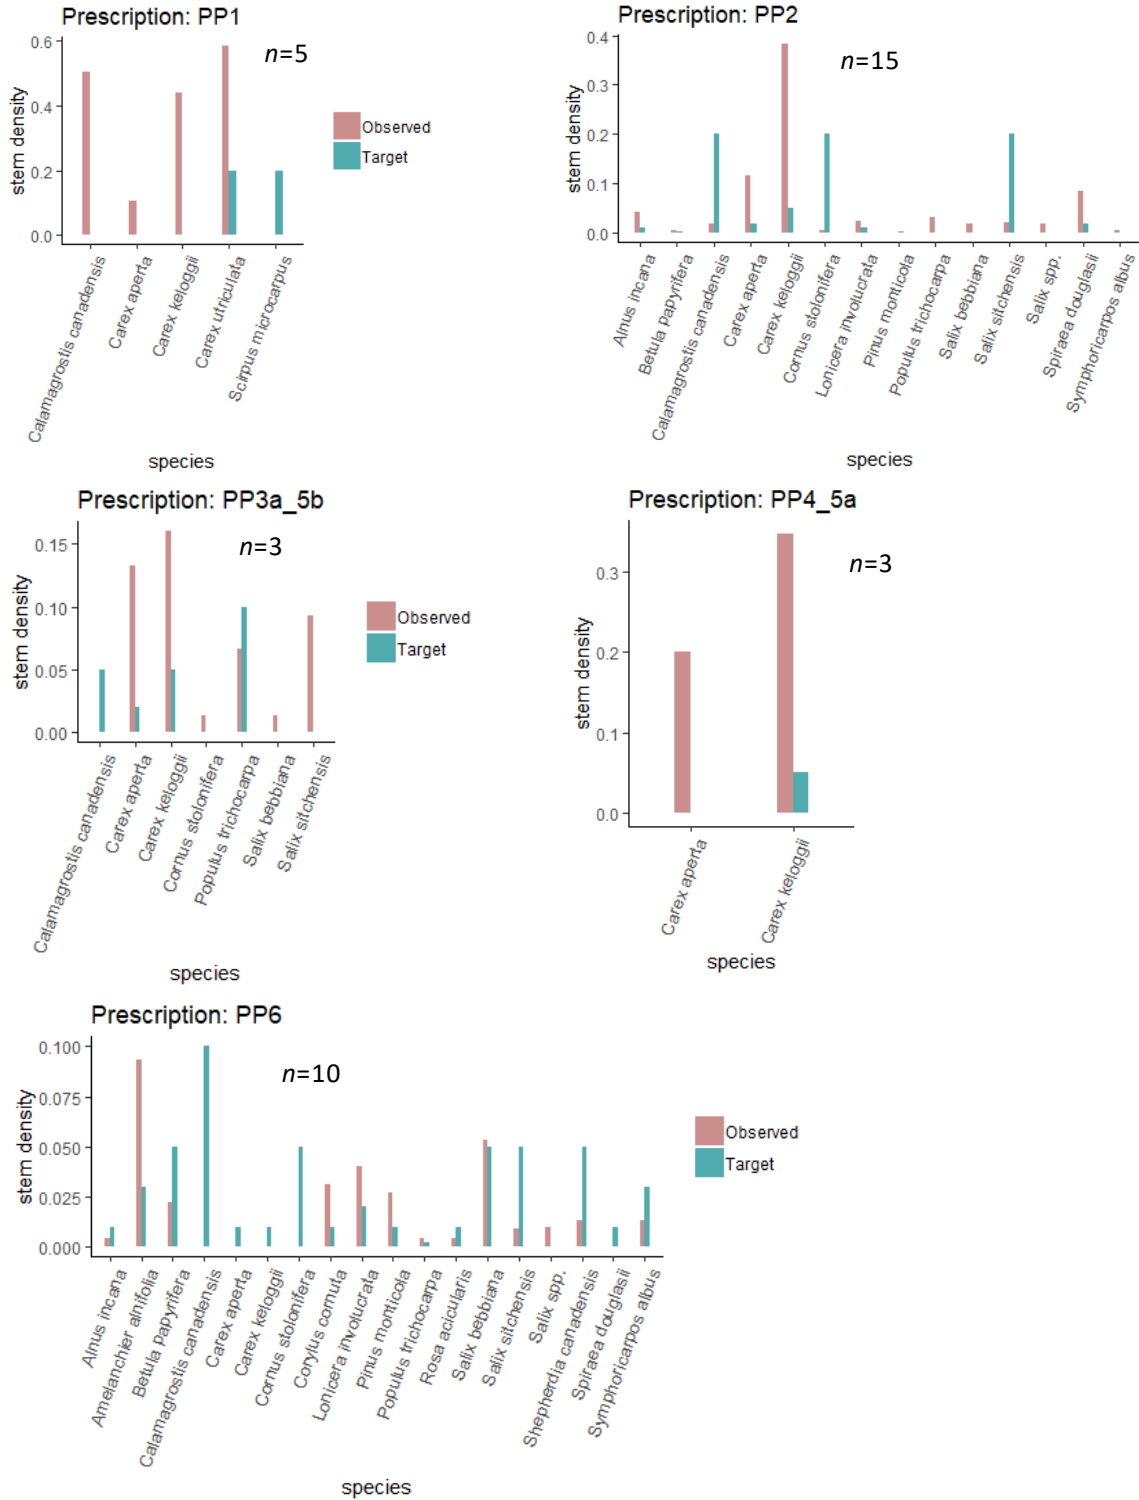 Prescription: PP1
n=5
0.6
0.4
0.2
0.0
stem density
Observed
Target
Calamagrostis canadensis
Carex aperta
Carex keloggii
Carex utriculata
Scirpus microcarpus
species
Prescription: PP2
n=15
0.4
0.3
0.2
0.1
0.0
stem density
Alnus incana
Betula papyrifera
Calamagrostis canadensis
Carex aperta
Carex keloggii
Cornus stolonifera
Lonicera involucrata
Pinus monticola
Populus trichocarpa
Salix bebbiana
Salix sitchensis
Salix spp.
Spiraea douglasii
Symphoricarpos albus
species
Prescription: PP3a_5b
n=3
0.15
0.10
0.05
0.00
stem density
Observed
Target
Calamagrostis canadensis
Carex aperta
Carex keloggii
Cornus stolonifera
Populus trichocarpa
Salix bebbiana
Salix sitchensis
species
Prescription: PP4_5a
n=3
0.3
0.2
0.1
0.0
stem density
Carex aperta
Carex keloggii
species
Prescription: PP6
n=10
0.100
0.075
0.050
0.025
0.000
stem density
Observed
Target
Alnus incana
Amelanchier alnifolia
Betula papyrifera
Calamagrostis canadensis
Carex aperta
Carex keloggii
Cornus stolonifera
Corylus cornuta
Lonicera involucrata
Pinus monticola
Populus trichocarpa
Rosa acicularis
Salix bebbiana
Salix sitchensis
Salix spp.
Shepherdia canadensis
Spiraea douglasii
Symphoricarpos albus
species